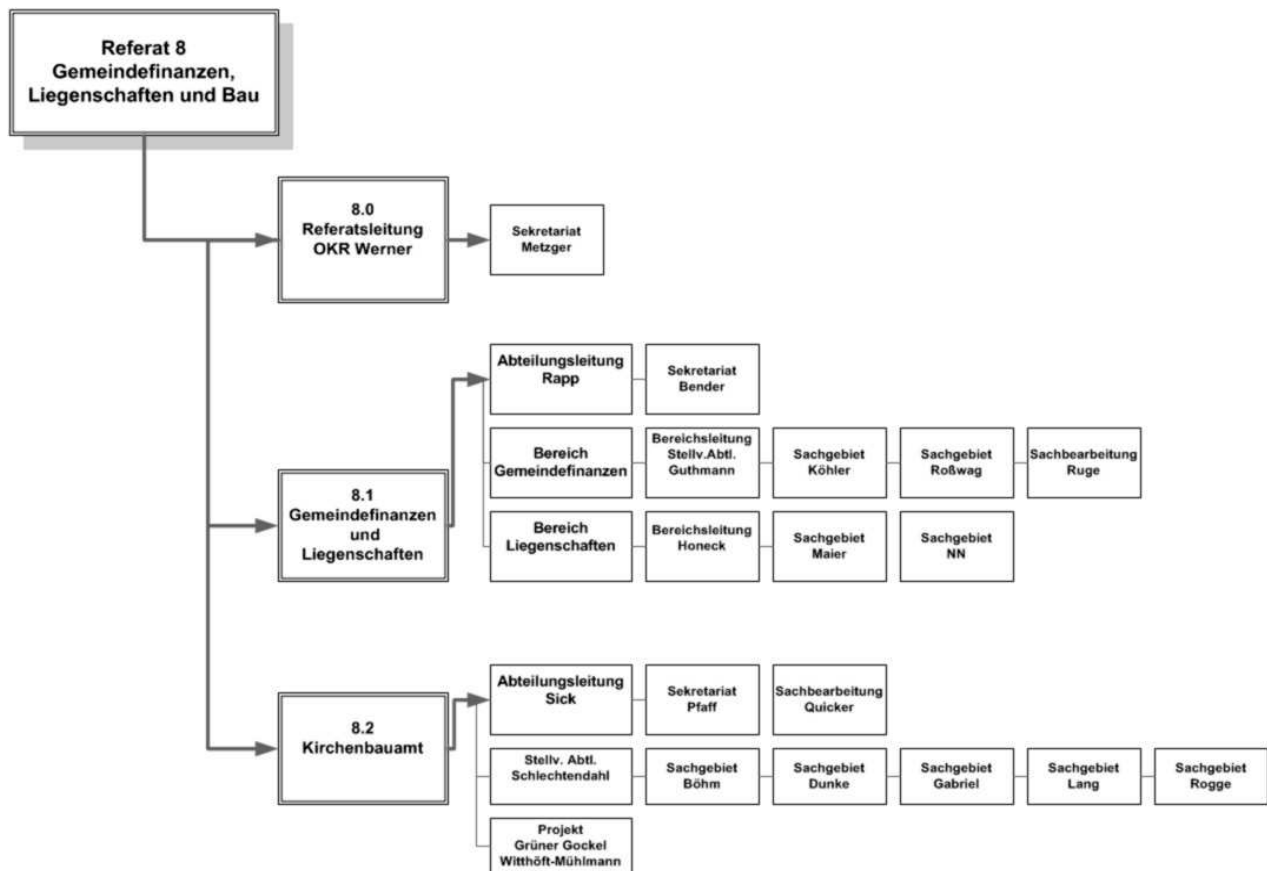 Referat 8
Gemeindefinanzen,
Liegenschaften und Bau
8.0
Referatsleitung
OKR Werner
Sekretariat
Metzger
8.1
Gemeindefinanzen
und
Liegenschaften
Abteilungsleitung
Rapp
Sekretariat
Bender
Bereich
Gemeindefinanzen
Bereichsleitung
Stellv.Abtl.
Guthmann
Sachgebiet
Köhler
Sachgebiet
Roßwag
Sachbearbeitung
Ruge
Bereich
Liegenschaften
Bereichsleitung
Honeck
Sachgebiet
Maier
Sachgebiet
NN
8.2
Kirchenbauamt
Abteilungsleitung
Sick
Sekretariat
Pfaff
Sachbearbeitung
Quicker
Stellv. Abtl.
Schlechtendahl
Sachgebiet
Böhm
Sachgebiet
Dunke
Sachgebiet
Gabriel
Sachgebiet
Lang
Sachgebiet
Rogge
Projekt
Grüner Gockel
Witthöft-Mühlmann